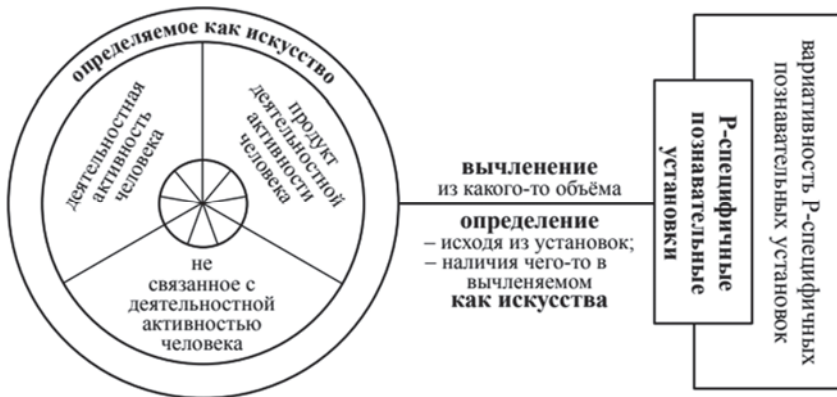 определяемое как искусство
деятельностная
активность
человека
продукт
деятельностной
активности
человека
не
связанное с
деятельностной
активностью
человека
вычленение
из какого-то объёма
определение
– исходя из установок;
– наличия чего-то в
вычленяемом
как искусства
Р-специфичные
познавательные
установки
вариативность Р-специфичных
познавательных установок